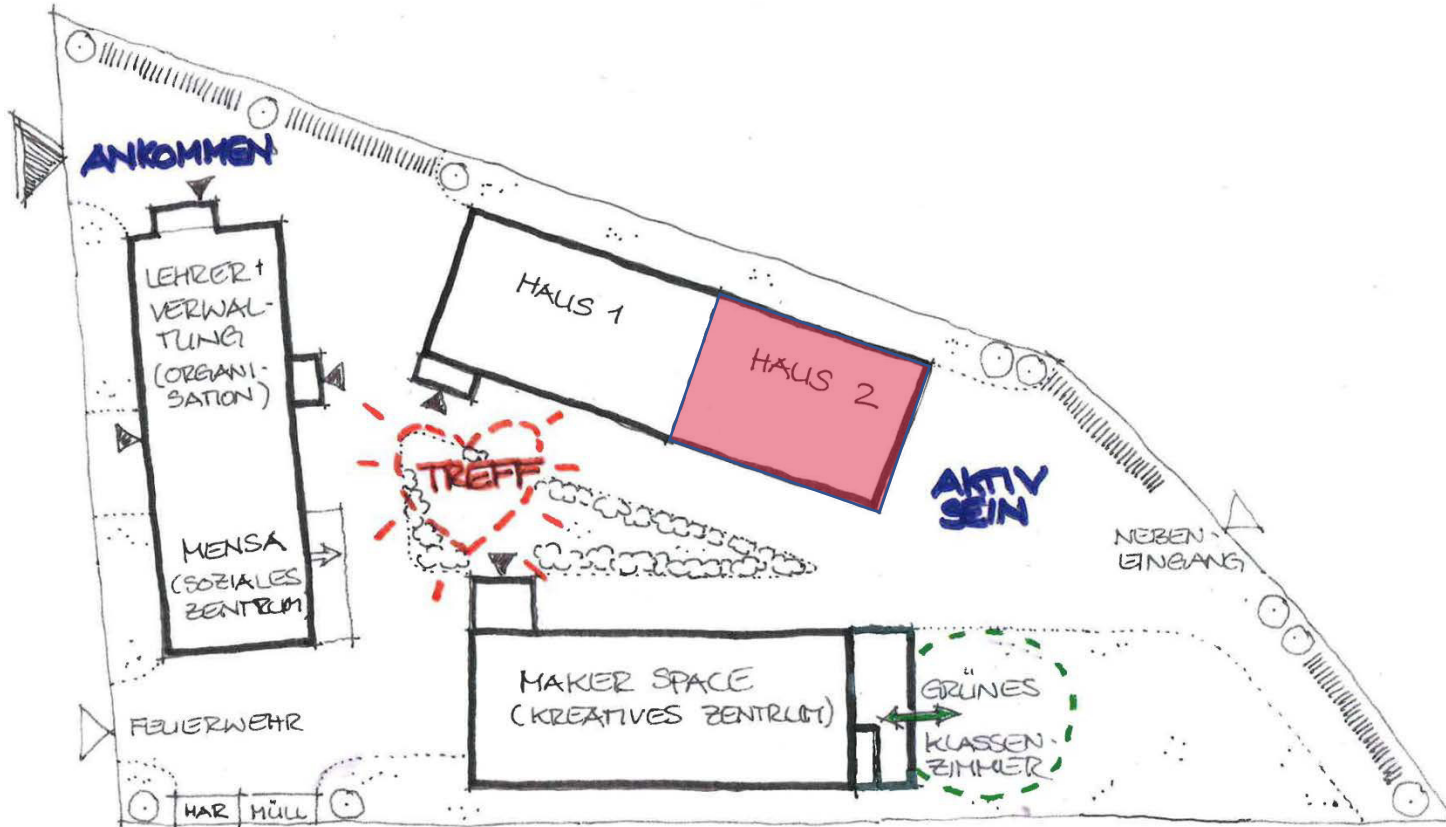 ANKOMMEN
LEHRER +
VERWAL-
TUNG
(ORGANI-
SATION)
HAUS 1
HAUS 2
TREFF
AKTIV
SEIN
NEBEN-
EINGANG
MENSA
(SOZIALES
ZENTRUM)
MAKER SPACE
(KREATIVES ZENTRUM)
GRÜNES
KLASSEN-
ZIMMER
FEUERWEHR
HAR
MÜLL